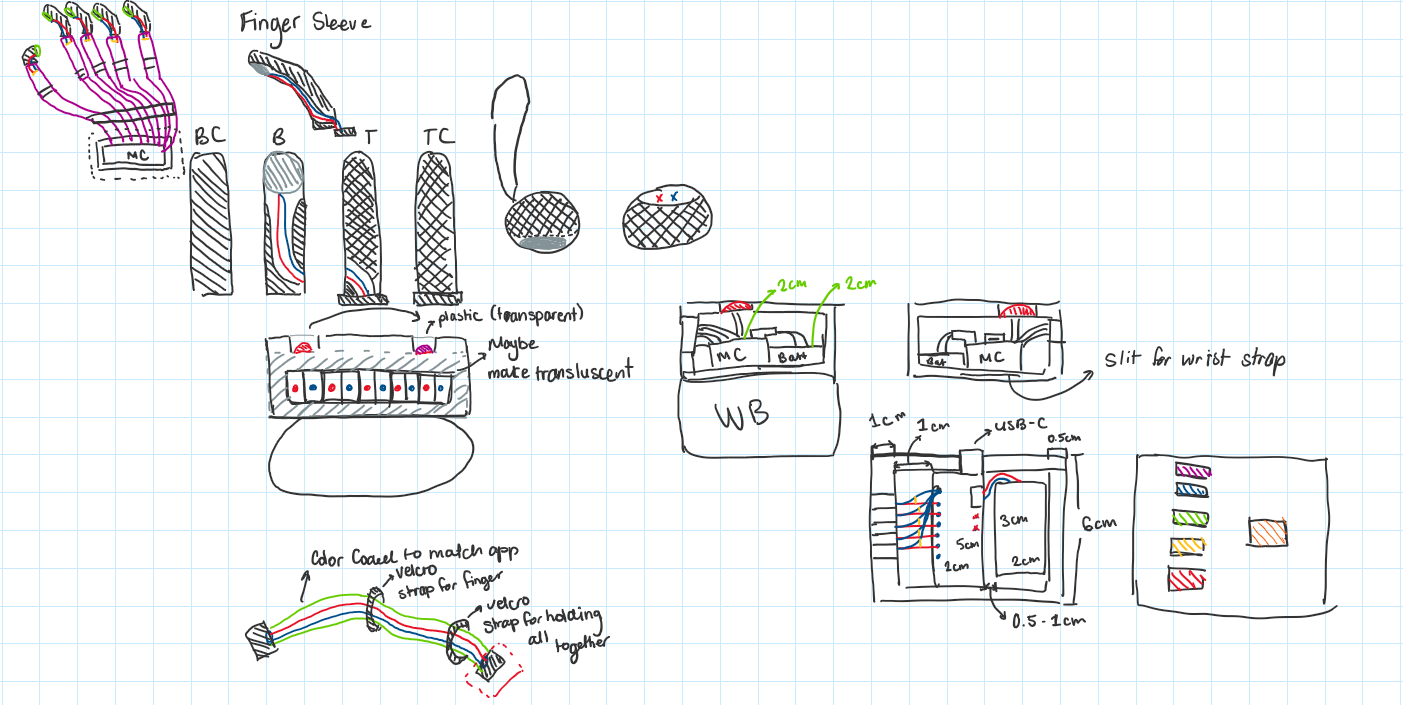 Finger Sleeve
MC
BC
B
T
TC
x x
plastic (transparent)
Maybe
make transluscent
2cm
2cm
MC
Batt
WB
Bat
MC
Slit for wrist strap
1cm
1cm
USB-C
0.5cm
3cm
5cm
2cm
2cm
6cm
0.5-1cm
Color Coded to match app
velcro
strap for finger
velcro
strap for holding
all
together